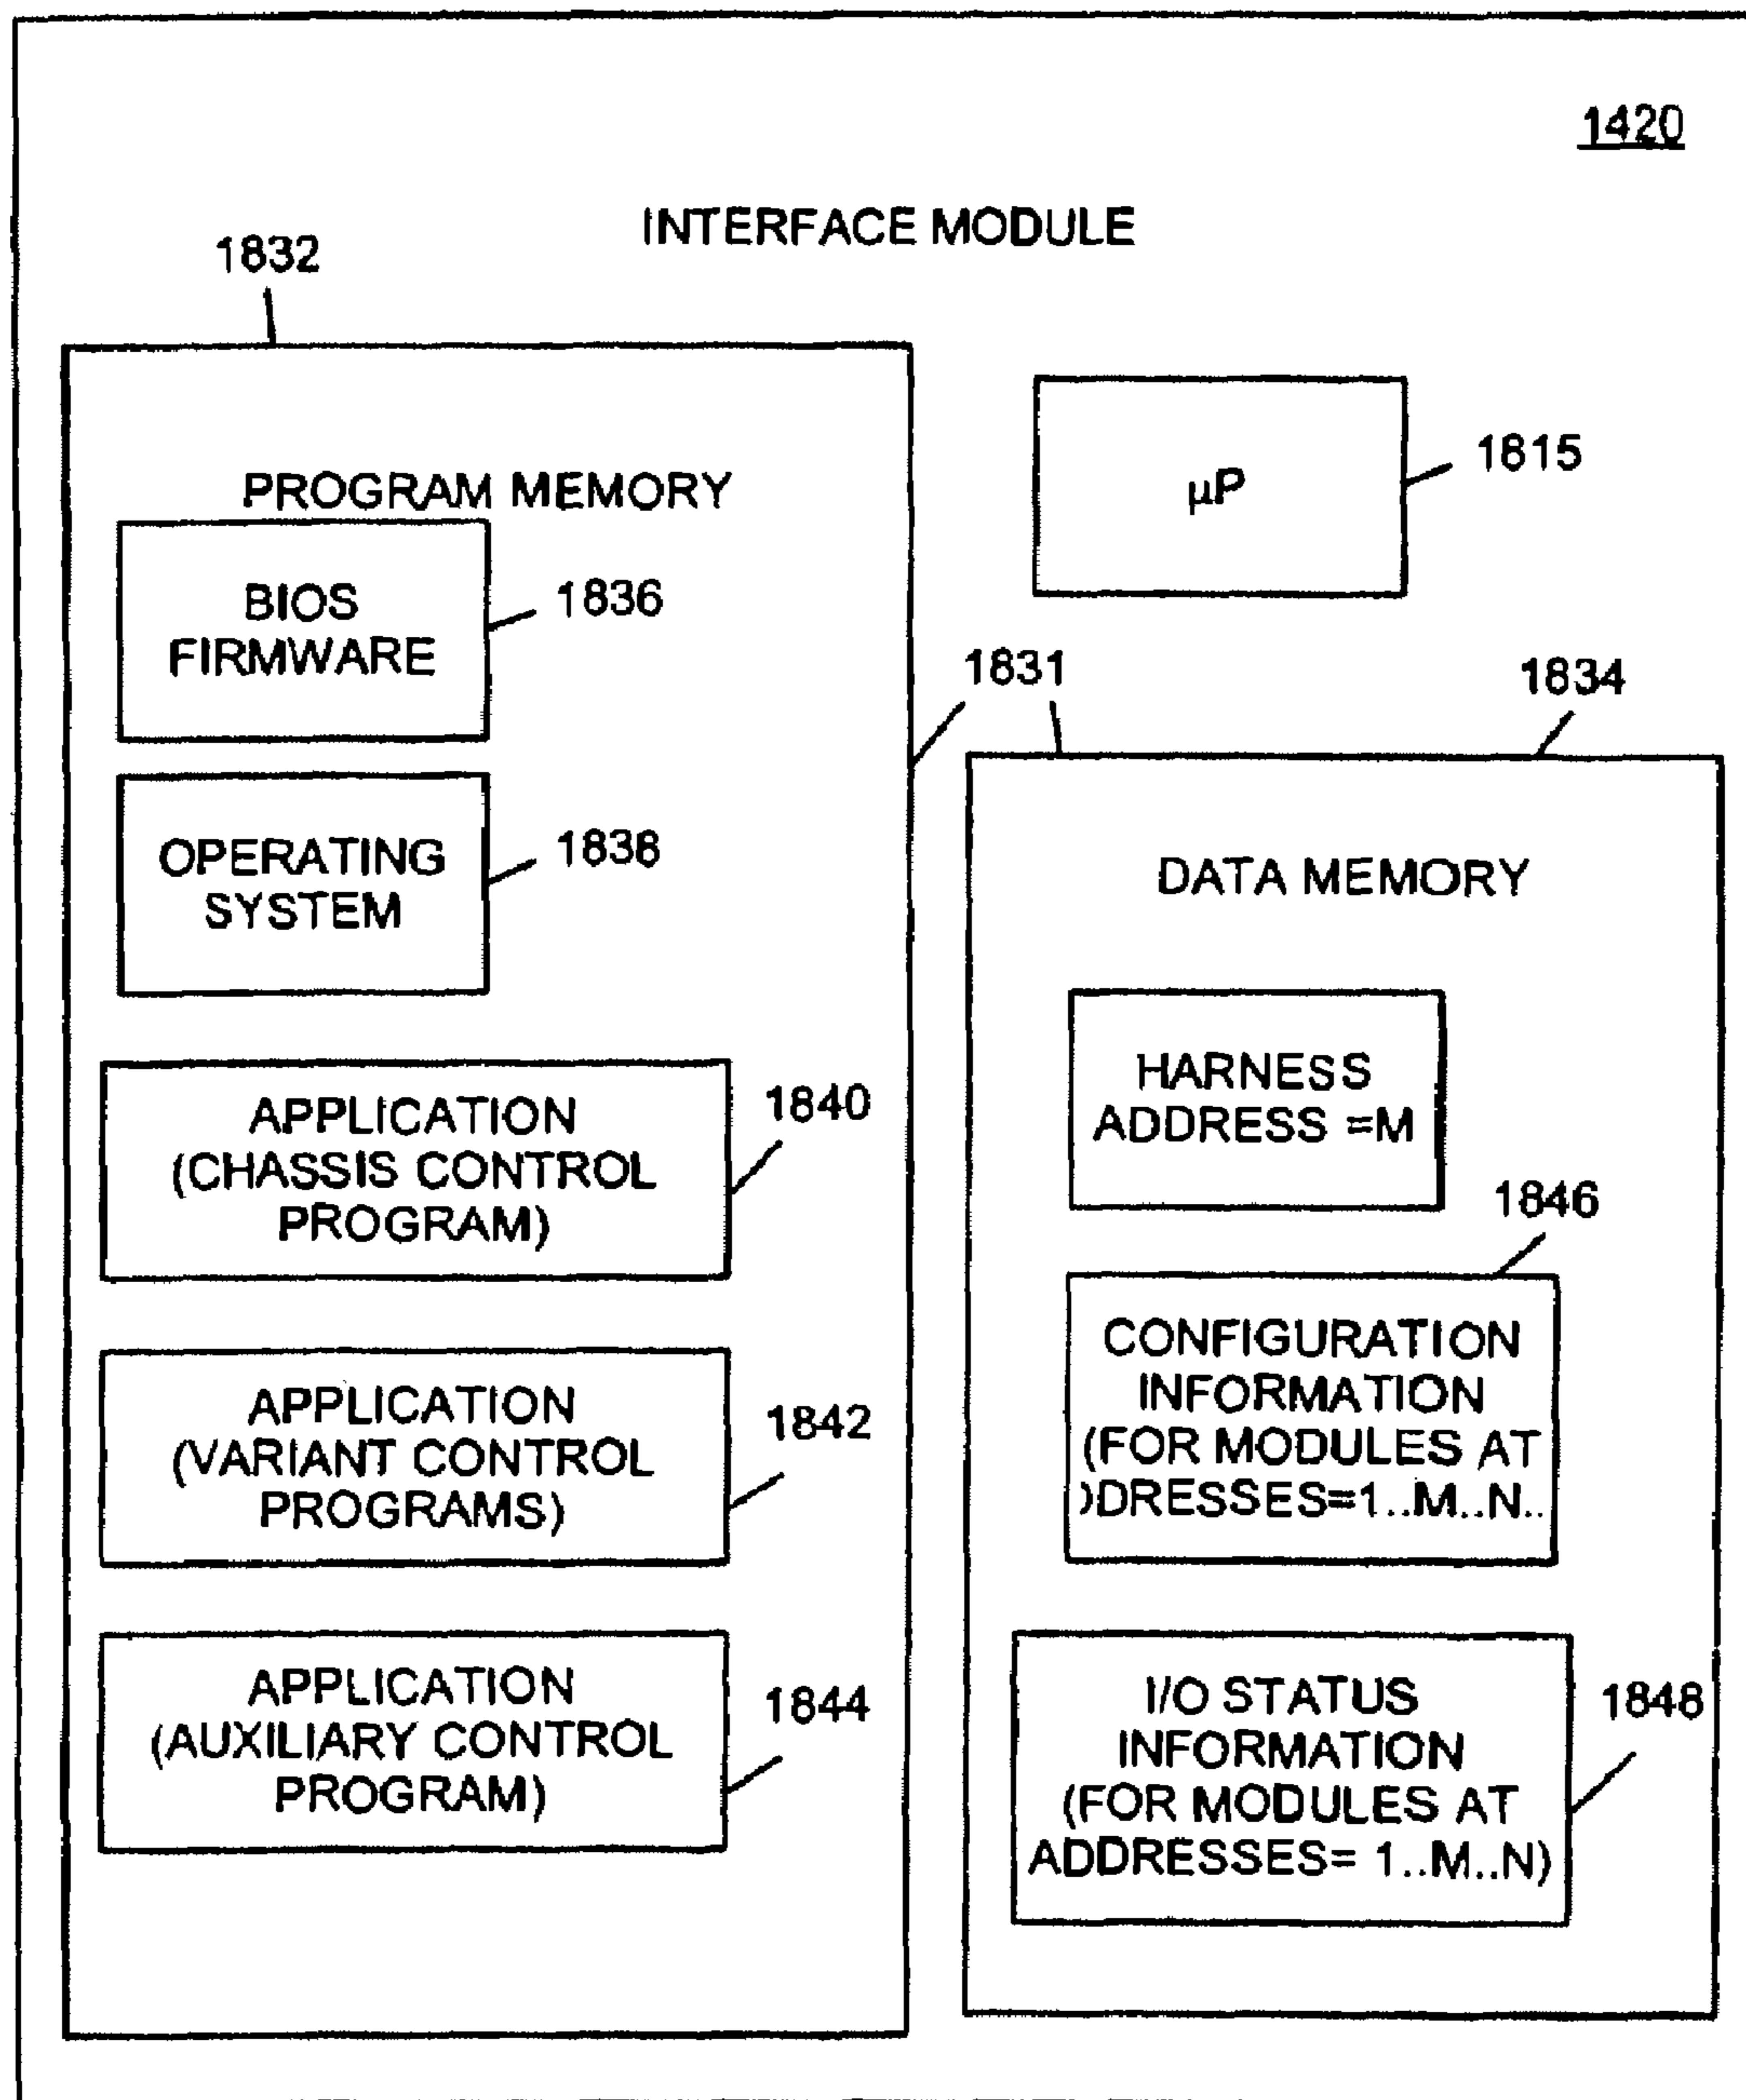 1420
INTERFACE MODULE
1832
PROGRAM MEMORY
BIOS
FIRMWARE
1836
OPERATING
SYSTEM
1838
APPLICATION
(CHASSIS CONTROL
PROGRAM)
1840
APPLICATION
(VARIANT CONTROL
PROGRAMS)
1842
APPLICATION
(AUXILIARY CONTROL
PROGRAM)
1844
µP
1815
1831
1834
DATA MEMORY
HARNESS
ADDRESS =M
1846
CONFIGURATION
INFORMATION
(FOR MODULES AT
)DRESSES=1..M..N..
I/O STATUS
INFORMATION
(FOR MODULES AT
ADDRESSES= 1..M..N)
1848